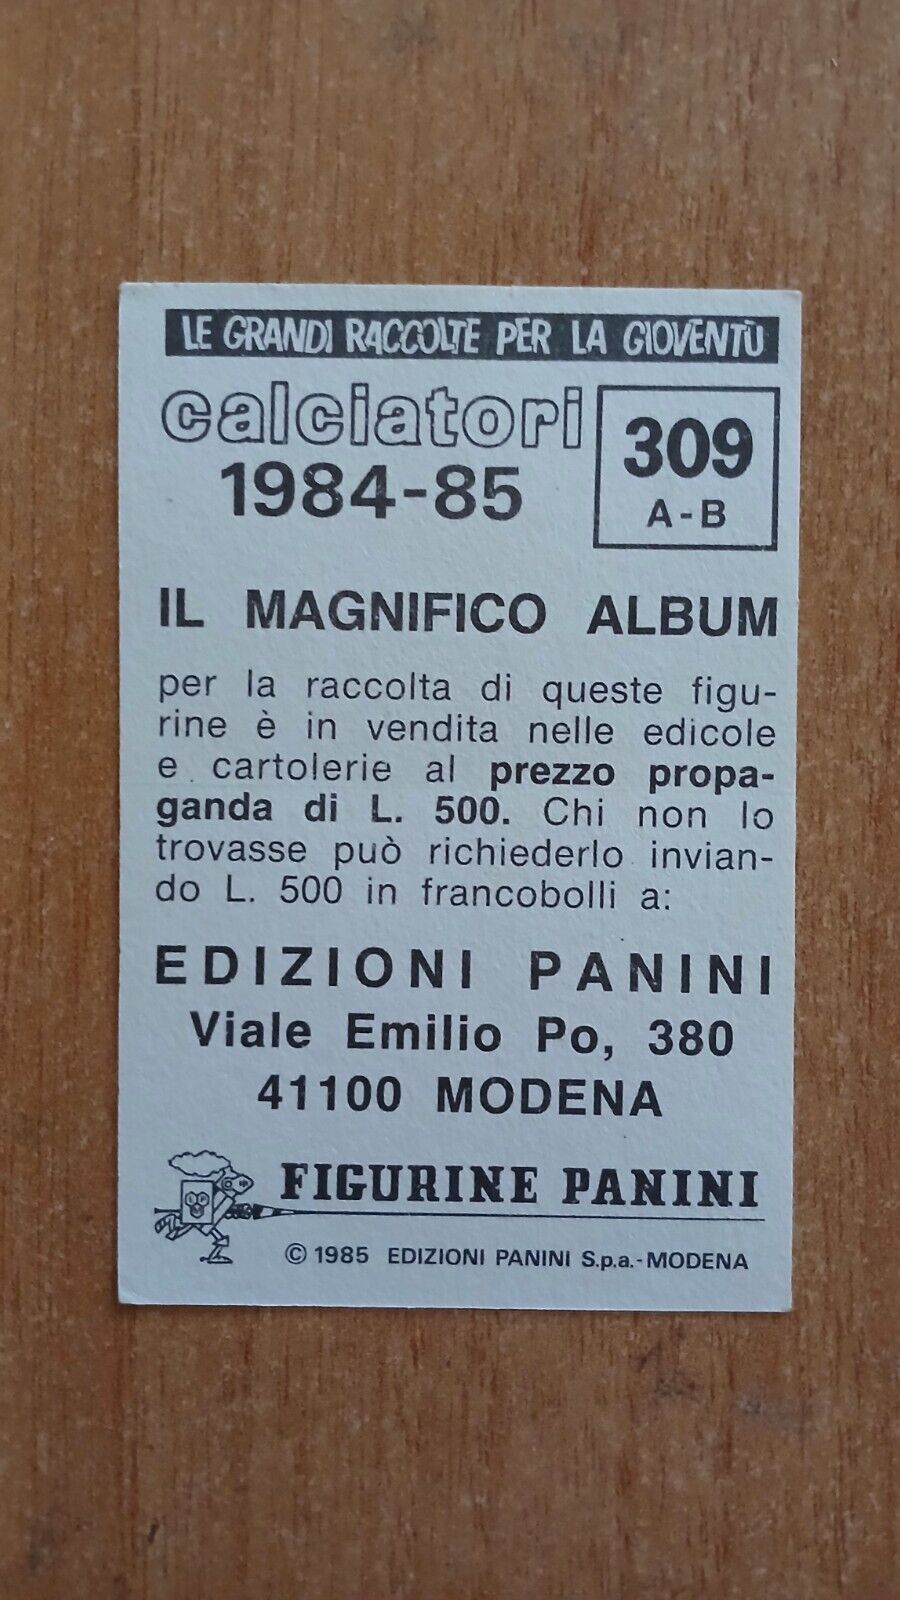 LE GRANDI RACCOLTE PER LA GIOVENTÙ
calciatori
1984-85
309
A-B
IL MAGNIFICO ALBUM
per la raccolta di queste figu-
rine è in vendita nelle edicole
e cartolerie al prezzo propa-
ganda di L. 500. Chi non lo
trovasse può richiederlo invian-
do L. 500 in francobolli a:
EDIZIONI PANINI
Viale Emilio Po, 380
41100 MODENA
FIGURINE PANINI
© 1985 EDIZIONI PANINI S.p.a.-MODENA